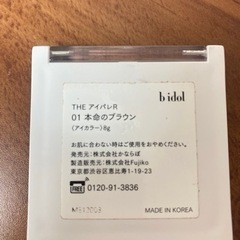 b idol
THE アイパレR
01 本命のブラウン
(アイカラー) 8g
お肌に合わない時はご使用をおやめください。
発売元:株式会社かならぼ
製造販売元:株式会社Fujiko
東京都渋谷区恵比寿1-19-23
FREE 0120-91-3836
MADE IN KOREA